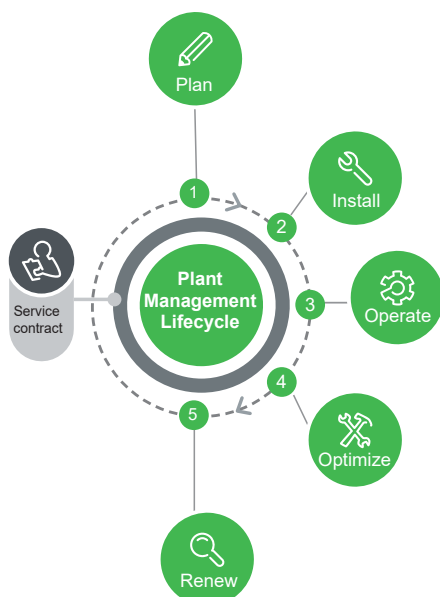 Plan
1
2
Install
Plant
Management
Lifecycle
Service
contract
3
Operate
4
Optimize
5
Renew